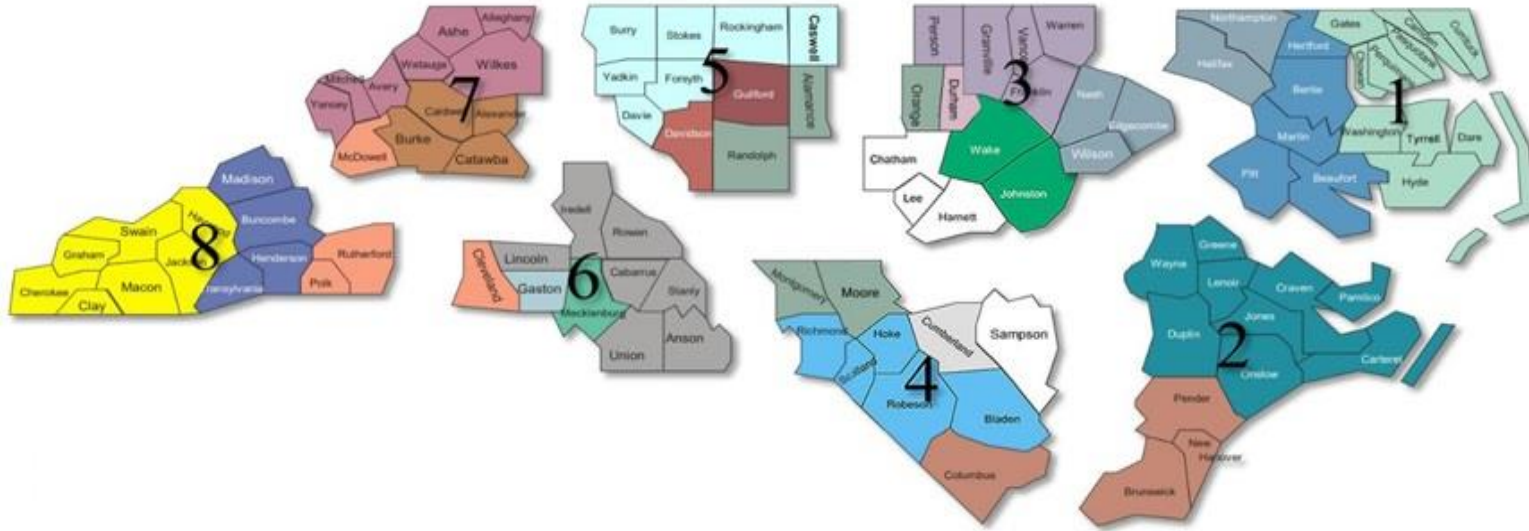 Alleghany
Ashe
Watauga
Wilkes
Mitchell
Avery
Yancey
7
Caldwell
Alexander
Burke
McDowell
Catawba
Surry
Stokes
Rockingham
Caswell
5
Yadkin
Forsyth
Guilford
Alamance
Davie
Davidson
Randolph
Person
Granville
Vance
Warren
Orange
Durham
Franklin
3
Nash
Edgecombe
Wake
Wilson
Chatham
Johnston
Lee
Harnett
Northampton
Gates
Camden
Currituck
Pasquotank
Perquimans
Chowan
Hertford
Halifax
Bertie
1
Martin
Washington
Tyrrell
Dare
Pitt
Beaufort
Hyde
Madison
Buncombe
Haywood
Swain
8
Graham
Jackson
Henderson
Rutherford
Cherokee
Macon
Transylvania
Polk
Clay
Iredell
Rowen
Lincoln
6
Cleveland
Gaston
Cabarrus
Stanly
Mecklenburg
Union
Anson
Montgomery
Moore
Richmond
Hoke
Cumberland
Sampson
Scotland
4
Robeson
Bladen
Columbus
Greene
Wayne
Lenoir
Craven
Pamlico
Jones
Duplin
2
Carteret
Onslow
Pender
New
Hanover
Brunswick